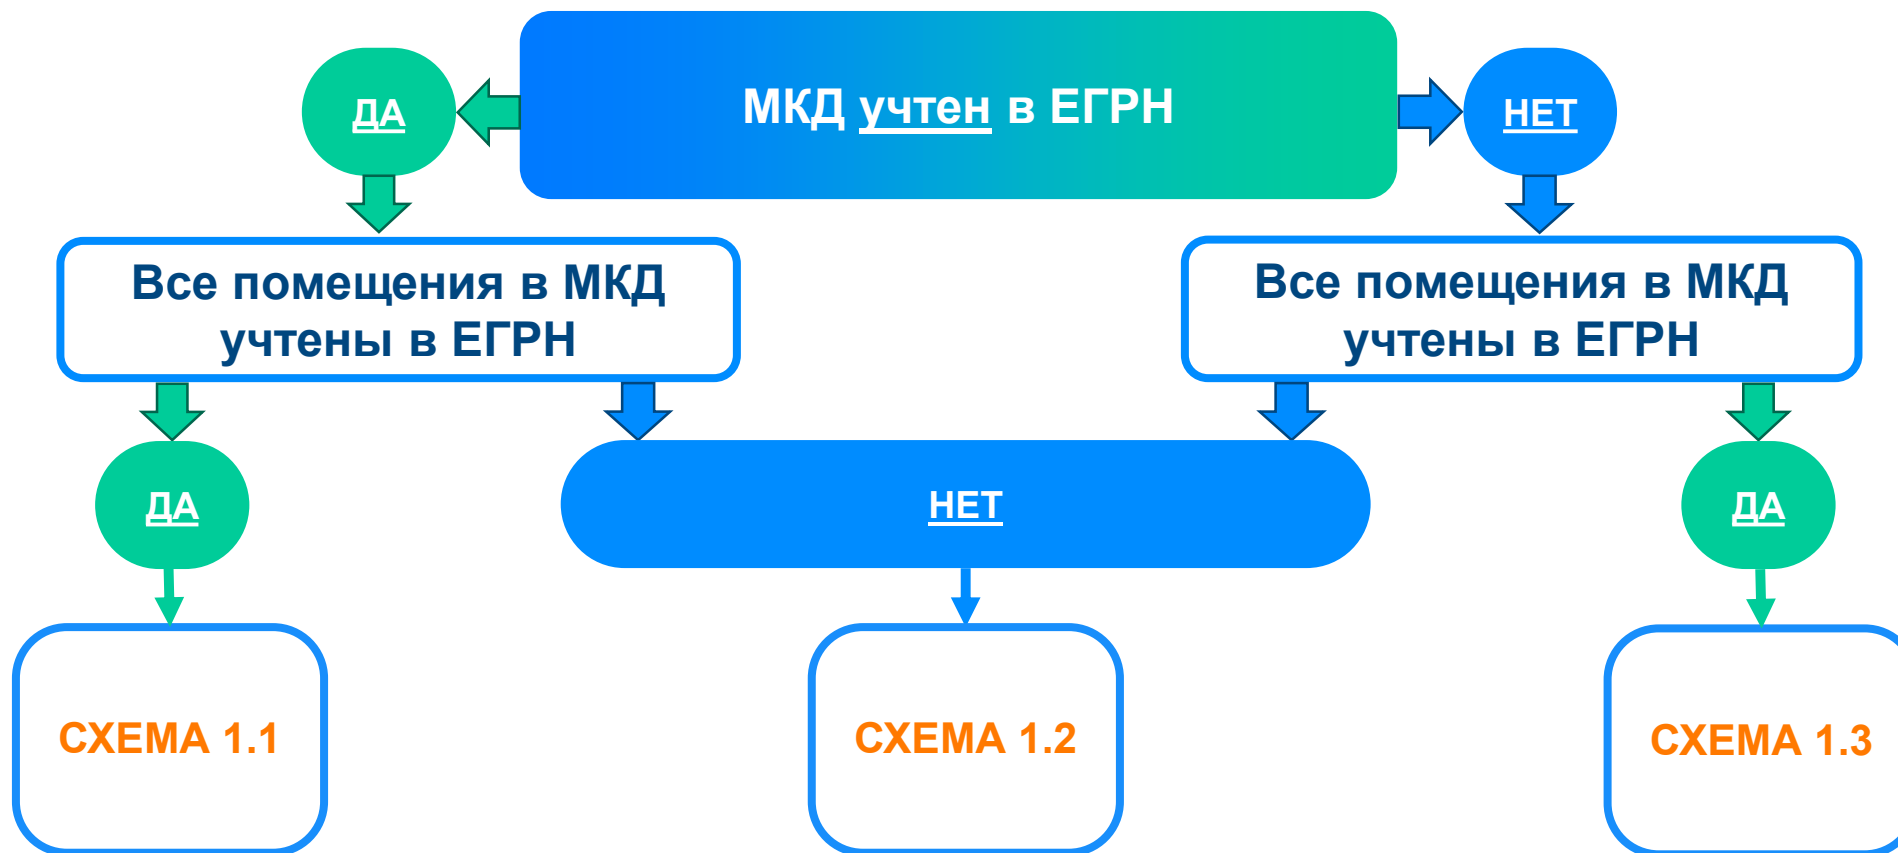 МКД учтен в ЕГРН
ДА
НЕТ
Все помещения в МКД
учтены в ЕГРН
Все помещения в МКД
учтены в ЕГРН
ДА
НЕТ
ДА
СХЕМА 1.1
СХЕМА 1.2
СХЕМА 1.3